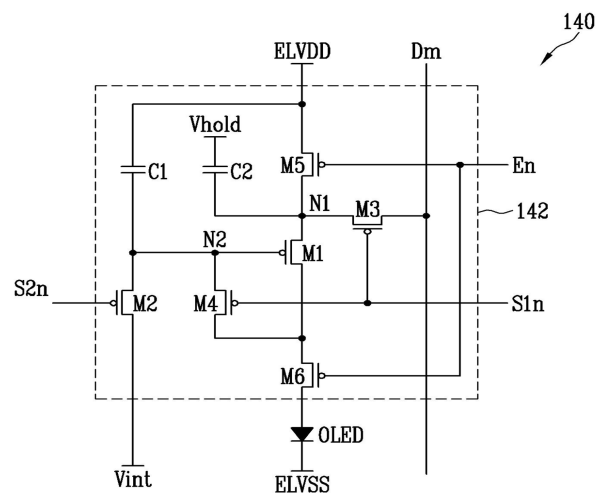 140
ELVDD
Dm
Vhold
C1
C2
M5
En
N1
M3
142
N2
M1
S2n
M2
M4
S1n
M6
OLED
Vint
ELVSS